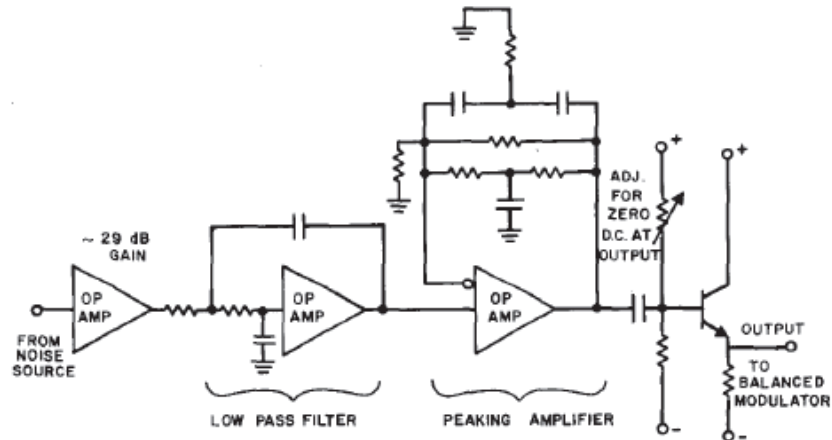 ~ 29 dB
GAIN
OP
AMP
FROM
NOISE
SOURCE
OP
AMP
LOW PASS FILTER
OP
AMP
PEAKING AMPLIFIER
ADJ.
FOR
ZERO
D.C. AT
OUTPUT
+
+
OUTPUT
TO
BALANCED
MODULATOR
-
-